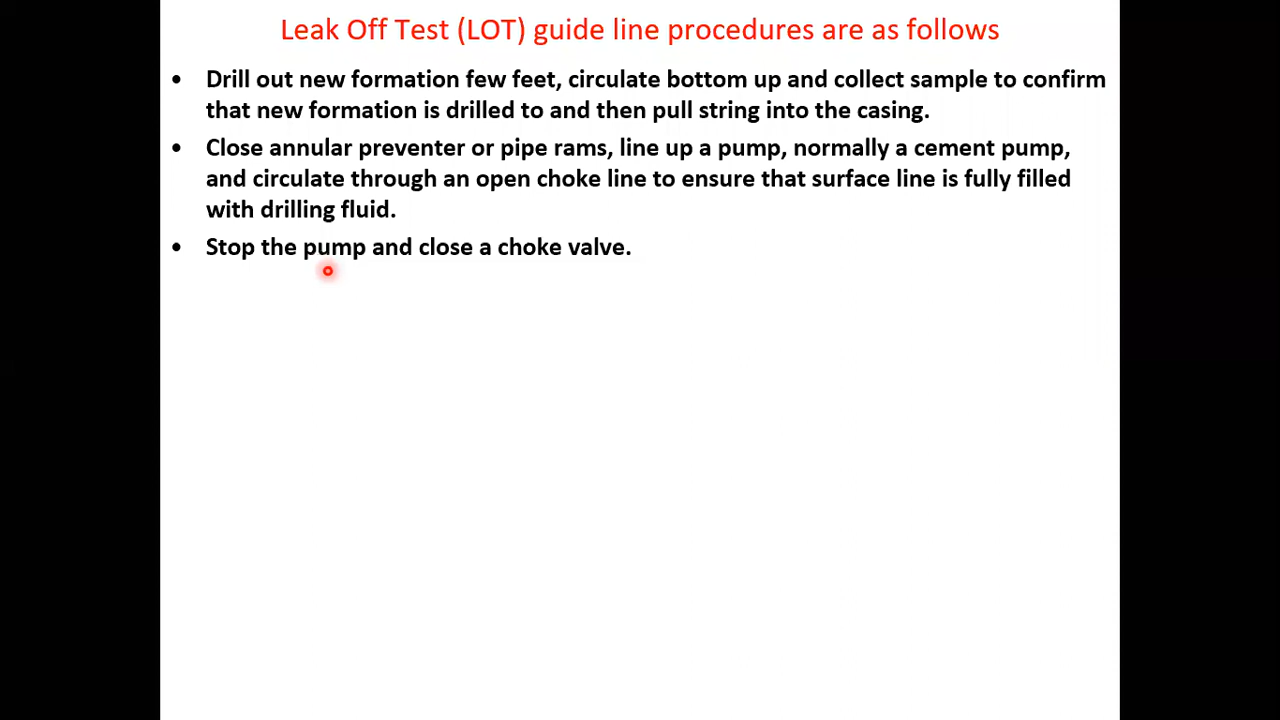 Leak Off Test (LOT) guide line procedures are as follows
• Drill out new formation few feet, circulate bottom up and collect sample to confirm
that new formation is drilled to and then pull string into the casing.
• Close annular preventer or pipe rams, line up a pump, normally a cement pump,
and circulate through an open choke line to ensure that surface line is fully filled
with drilling fluid.
• Stop the pump and close a choke valve.